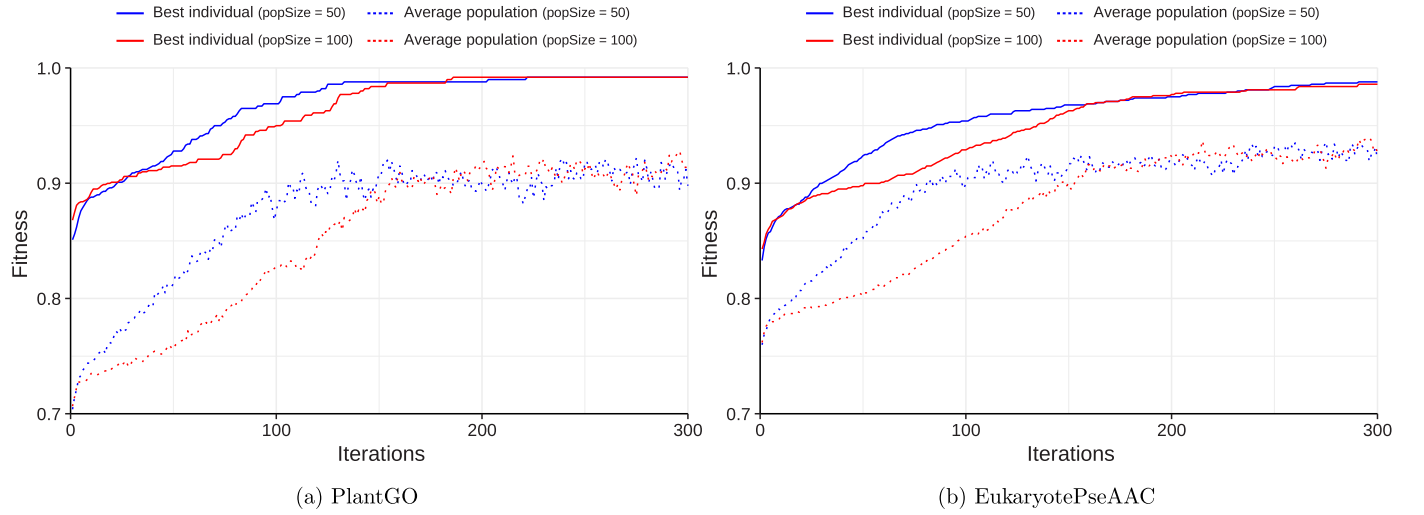 Best individual (popSize = 50) Average population (popSize = 50)
Best individual (popSize = 100) Average population (popSize = 100)
1.0
0.9
0.8
0.7
Fitness
0 100 200 300
Iterations
(a) PlantGO
Best individual (popSize = 50) Average population (popSize = 50)
Best individual (popSize = 100) Average population (popSize = 100)
1.0
0.9
0.8
0.7
Fitness
0 100 200 300
Iterations
(b) EukaryotePseAAC